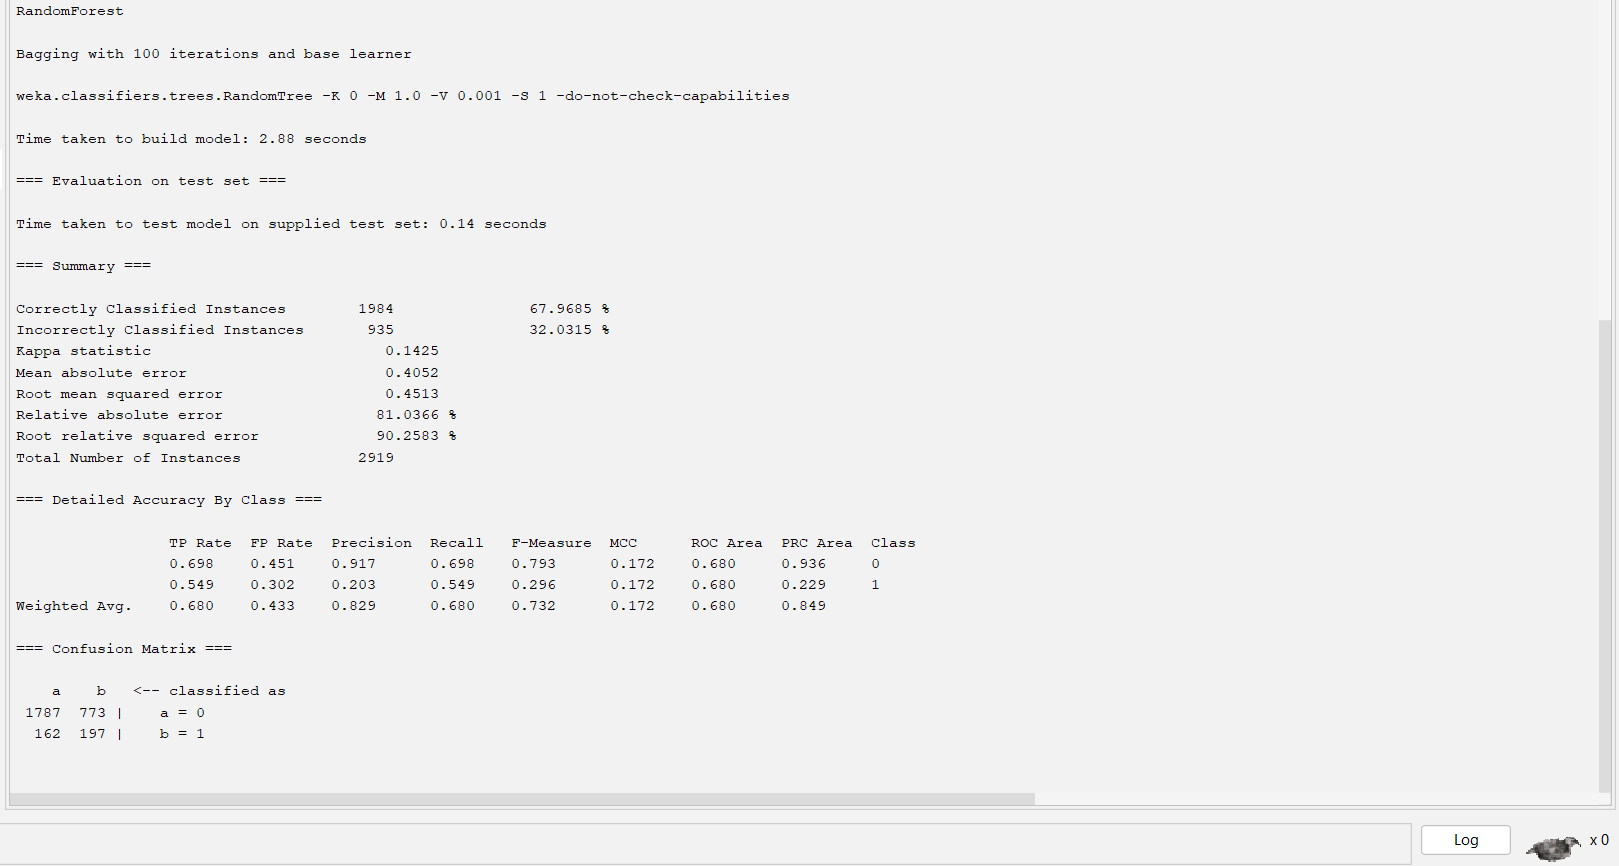 RandomForest
Bagging with 100 iterations and base learner
weka.classifiers.trees.RandomTree -K 0 -M 1.0 -V 0.001 -S 1 -do-not-check-capabilities
Time taken to build model: 2.88 seconds
=== Evaluation on test set ===
Time taken to test model on supplied test set: 0.14 seconds
=== Summary ===
Correctly Classified Instances 1984 67.9685 %
Incorrectly Classified Instances 935 32.0315 %
Kappa statistic 0.1425
Mean absolute error 0.4052
Root mean squared error 0.4513
Relative absolute error 81.0366 %
Root relative squared error 90.2583 %
Total Number of Instances 2919
=== Detailed Accuracy By Class ===
TP Rate FP Rate Precision Recall F-Measure MCC ROC Area PRC Area Class
0.698 0.451 0.917 0.698 0.793 0.172 0.680 0.936 0
0.549 0.302 0.203 0.549 0.296 0.172 0.680 0.229 1
Weighted Avg. 0.680 0.433 0.829 0.680 0.732 0.172 0.680 0.849
=== Confusion Matrix ===
a b <-- classified as
1787 773 | a = 0
162 197 | b = 1
Log x 0